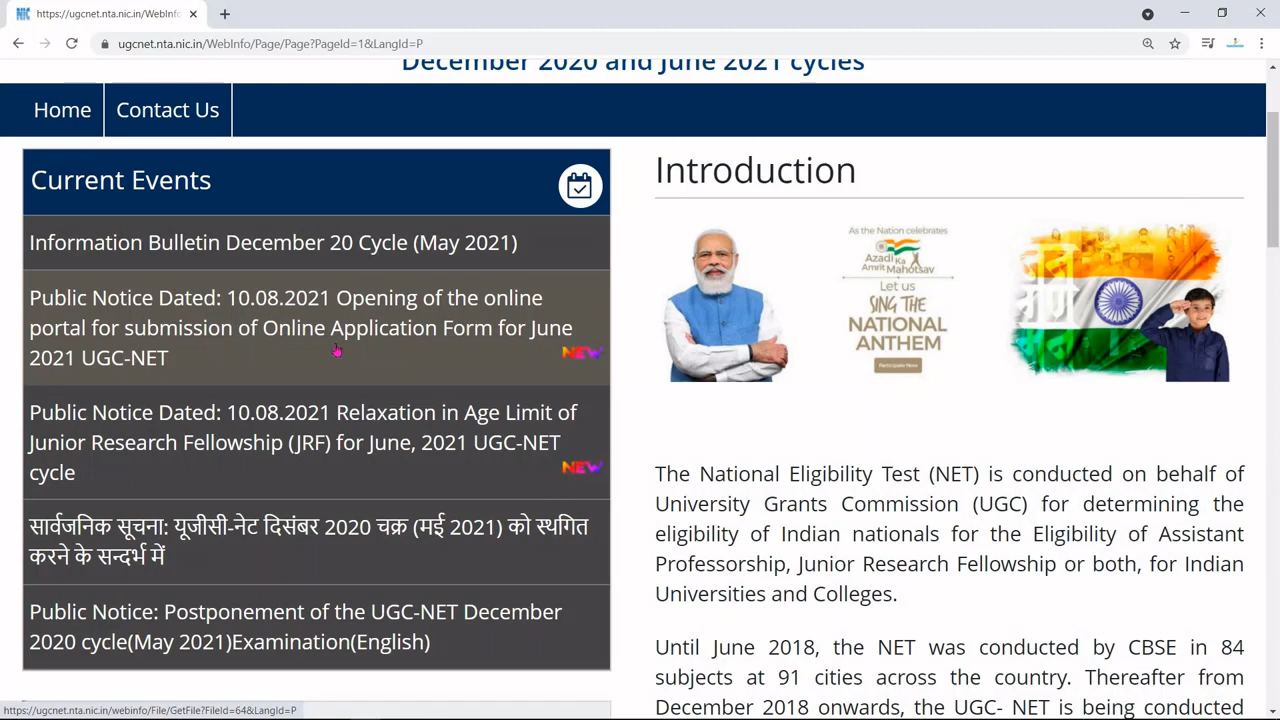 https://ugcnet.nta.nic.in/WebInfo
ugcnet.nta.nic.in/WebInfo/Page/Page?PageId=1&LangId=P
December 2020 and June 2021 cycles
Home
Contact Us
Current Events
Information Bulletin December 20 Cycle (May 2021)
Public Notice Dated: 10.08.2021 Opening of the online
portal for submission of Online Application Form for June
2021 UGC-NET
NEW
Public Notice Dated: 10.08.2021 Relaxation in Age Limit of
Junior Research Fellowship (JRF) for June, 2021 UGC-NET
cycle
NEW
सार्वजनिक सूचना: यूजीसी-नेट दिसंबर 2020 चक्र (मई 2021) को स्थगित
करने के सन्दर्भ में
Public Notice: Postponement of the UGC-NET December
2020 cycle(May 2021)Examination(English)
Introduction
As the Nation celebrates
Azadi
Ka
Amrit Mahotsav
Let us
SING THE
NATIONAL
ANTHEM
Participate Now
The National Eligibility Test (NET) is conducted on behalf of
University Grants Commission (UGC) for determining the
eligibility of Indian nationals for the Eligibility of Assistant
Professorship, Junior Research Fellowship or both, for Indian
Universities and Colleges.
Until June 2018, the NET was conducted by CBSE in 84
subjects at 91 cities across the country. Thereafter from
December 2018 onwards, the UGC- NET is being conducted
https://ugcnet.nta.nic.in/webinfo/File/GetFile?FileId=64&LangId=P